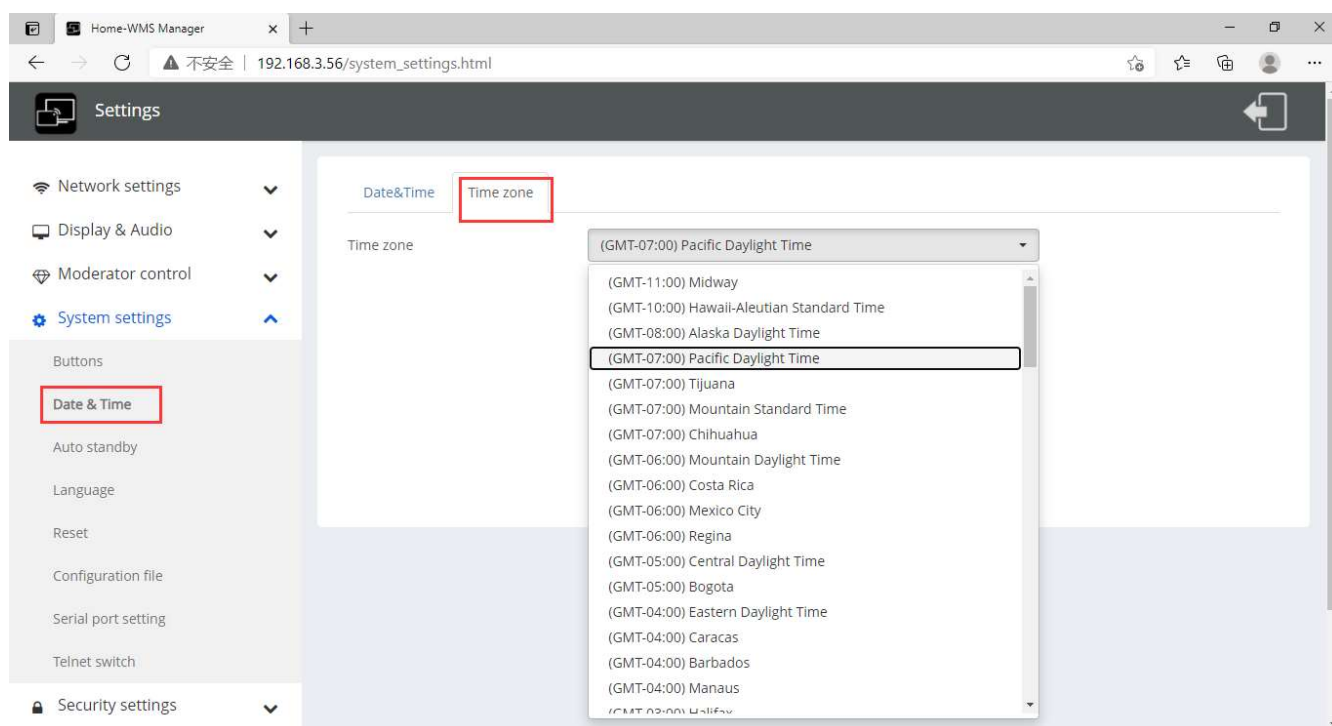 Home-WMS Manager
不安全 | 192.168.3.56/system_settings.html
Settings
Network settings
Display & Audio
Moderator control
System settings
Buttons
Date & Time
Auto standby
Language
Reset
Configuration file
Serial port setting
Telnet switch
Security settings
Date&Time
Time zone
Time zone
(GMT-07:00) Pacific Daylight Time
(GMT-11:00) Midway
(GMT-10:00) Hawaii-Aleutian Standard Time
(GMT-08:00) Alaska Daylight Time
(GMT-07:00) Pacific Daylight Time
(GMT-07:00) Tijuana
(GMT-07:00) Mountain Standard Time
(GMT-07:00) Chihuahua
(GMT-06:00) Mountain Daylight Time
(GMT-06:00) Costa Rica
(GMT-06:00) Mexico City
(GMT-06:00) Regina
(GMT-05:00) Central Daylight Time
(GMT-05:00) Bogota
(GMT-04:00) Eastern Daylight Time
(GMT-04:00) Caracas
(GMT-04:00) Barbados
(GMT-04:00) Manaus
(GMT-03:00) Halifax